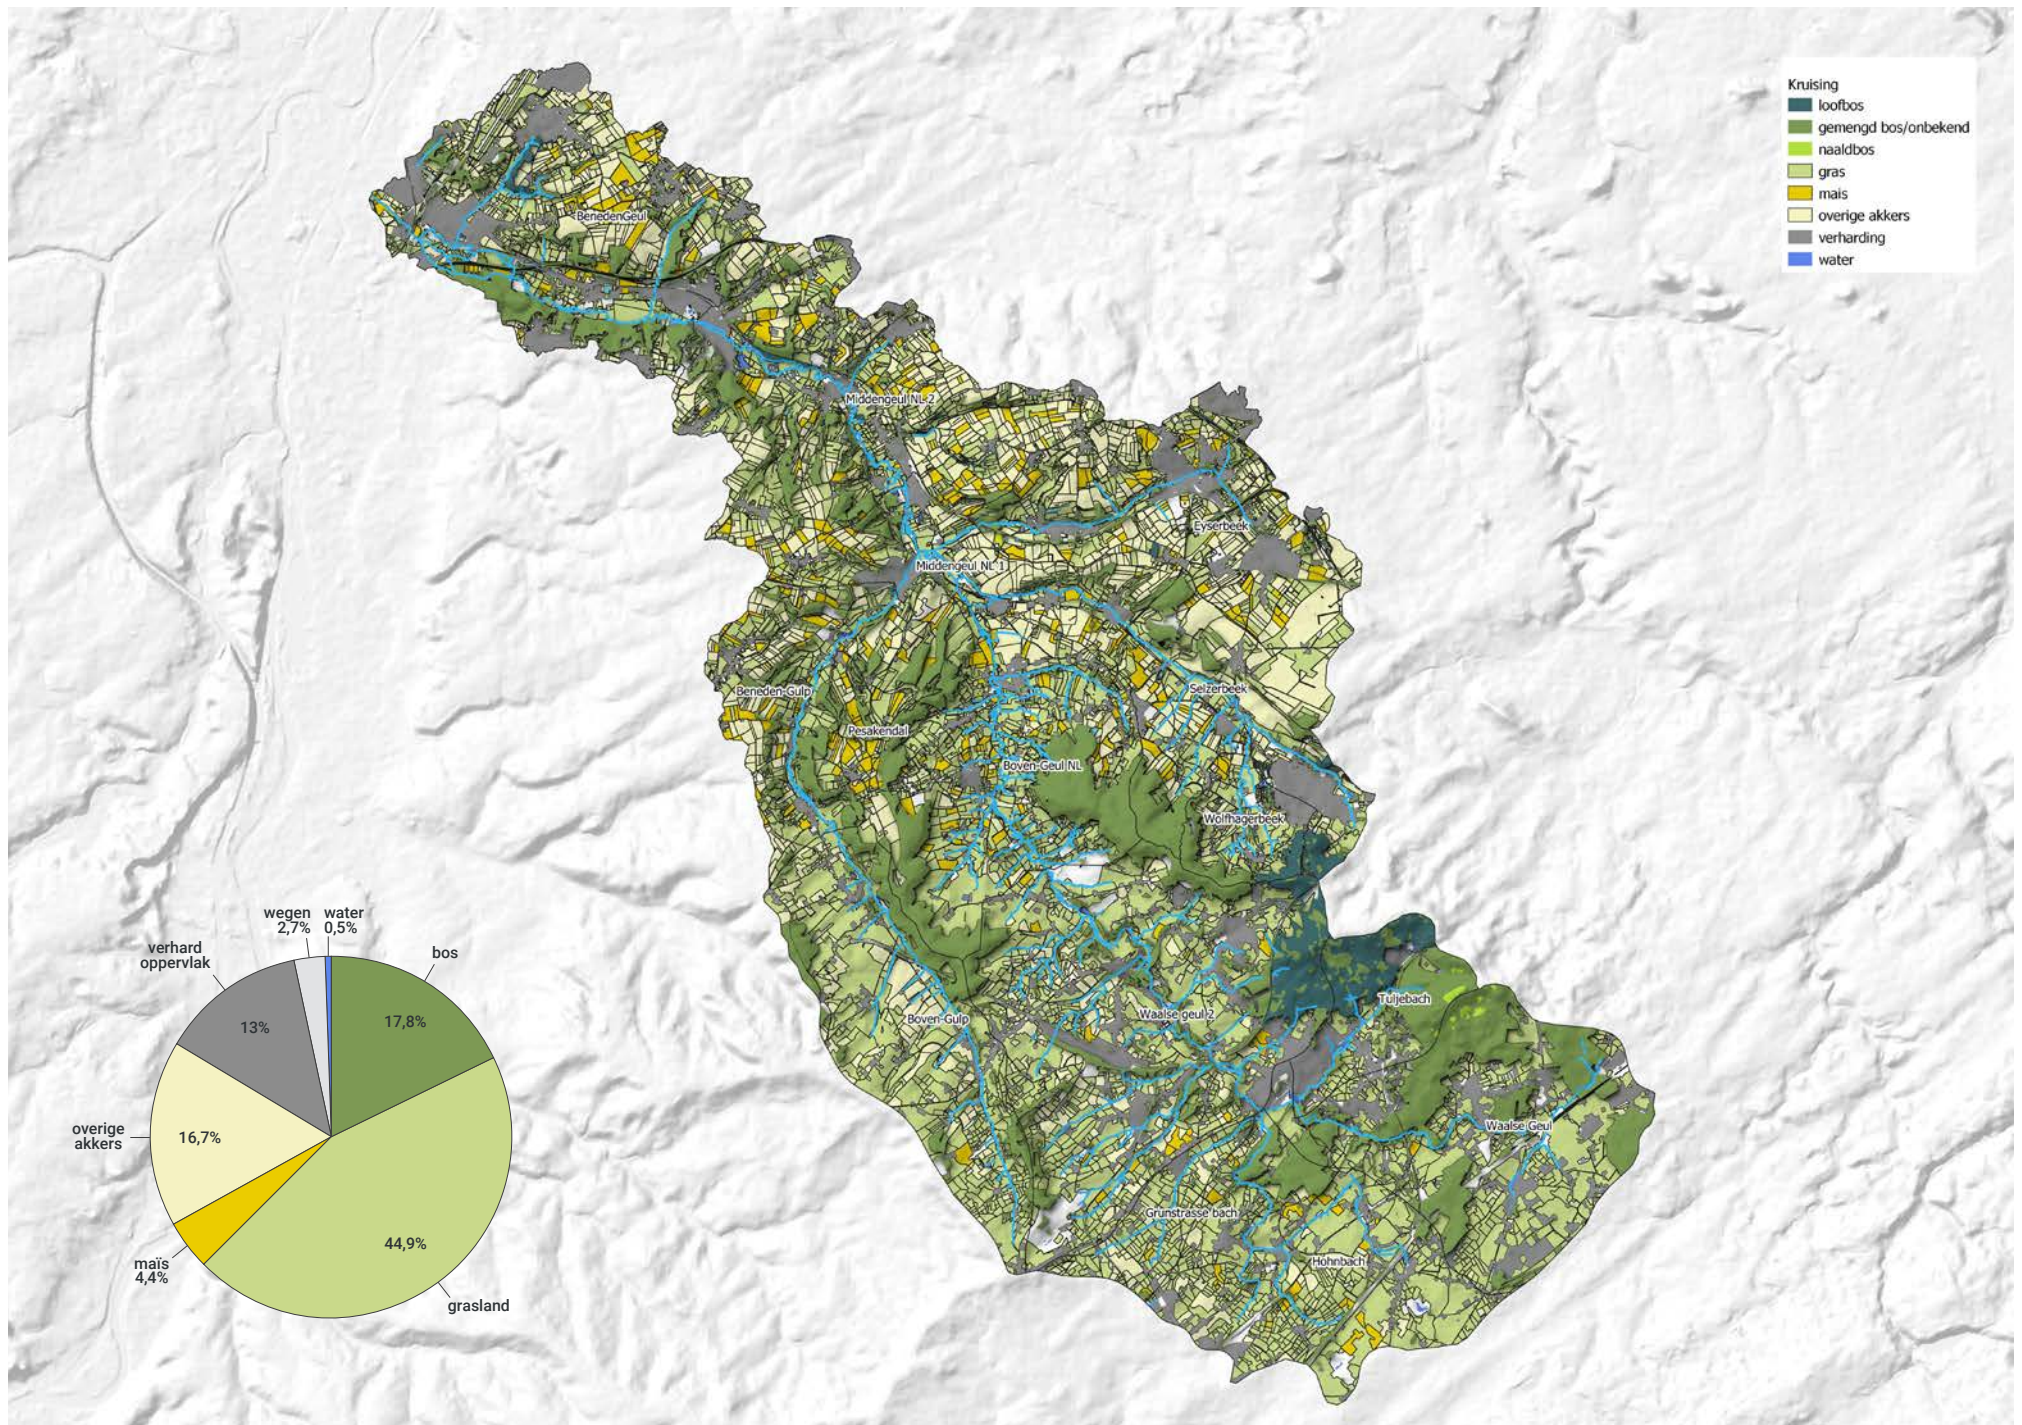 Kruising
loofbos
gemengd bos/onbekend
naaldbos
gras
mais
overige akkers
verharding
water
BenedenGeul
Middengeul NL 2
Eyserbeek
Middengeul NL 1
Selzerbeek
Beneden-Gulp
Pesakendal
Boven-Geul NL
Wolfhagerbeek
Tuljebach
Waalse geul 2
Boven-Gulp
Waalse Geul
Grunstrasse bach
Hohnbach
wegen
2,7%
water
0,5%
verhard
oppervlak
bos
13%
17,8%
overige
akkers
16,7%
44,9%
maïs
4,4%
grasland